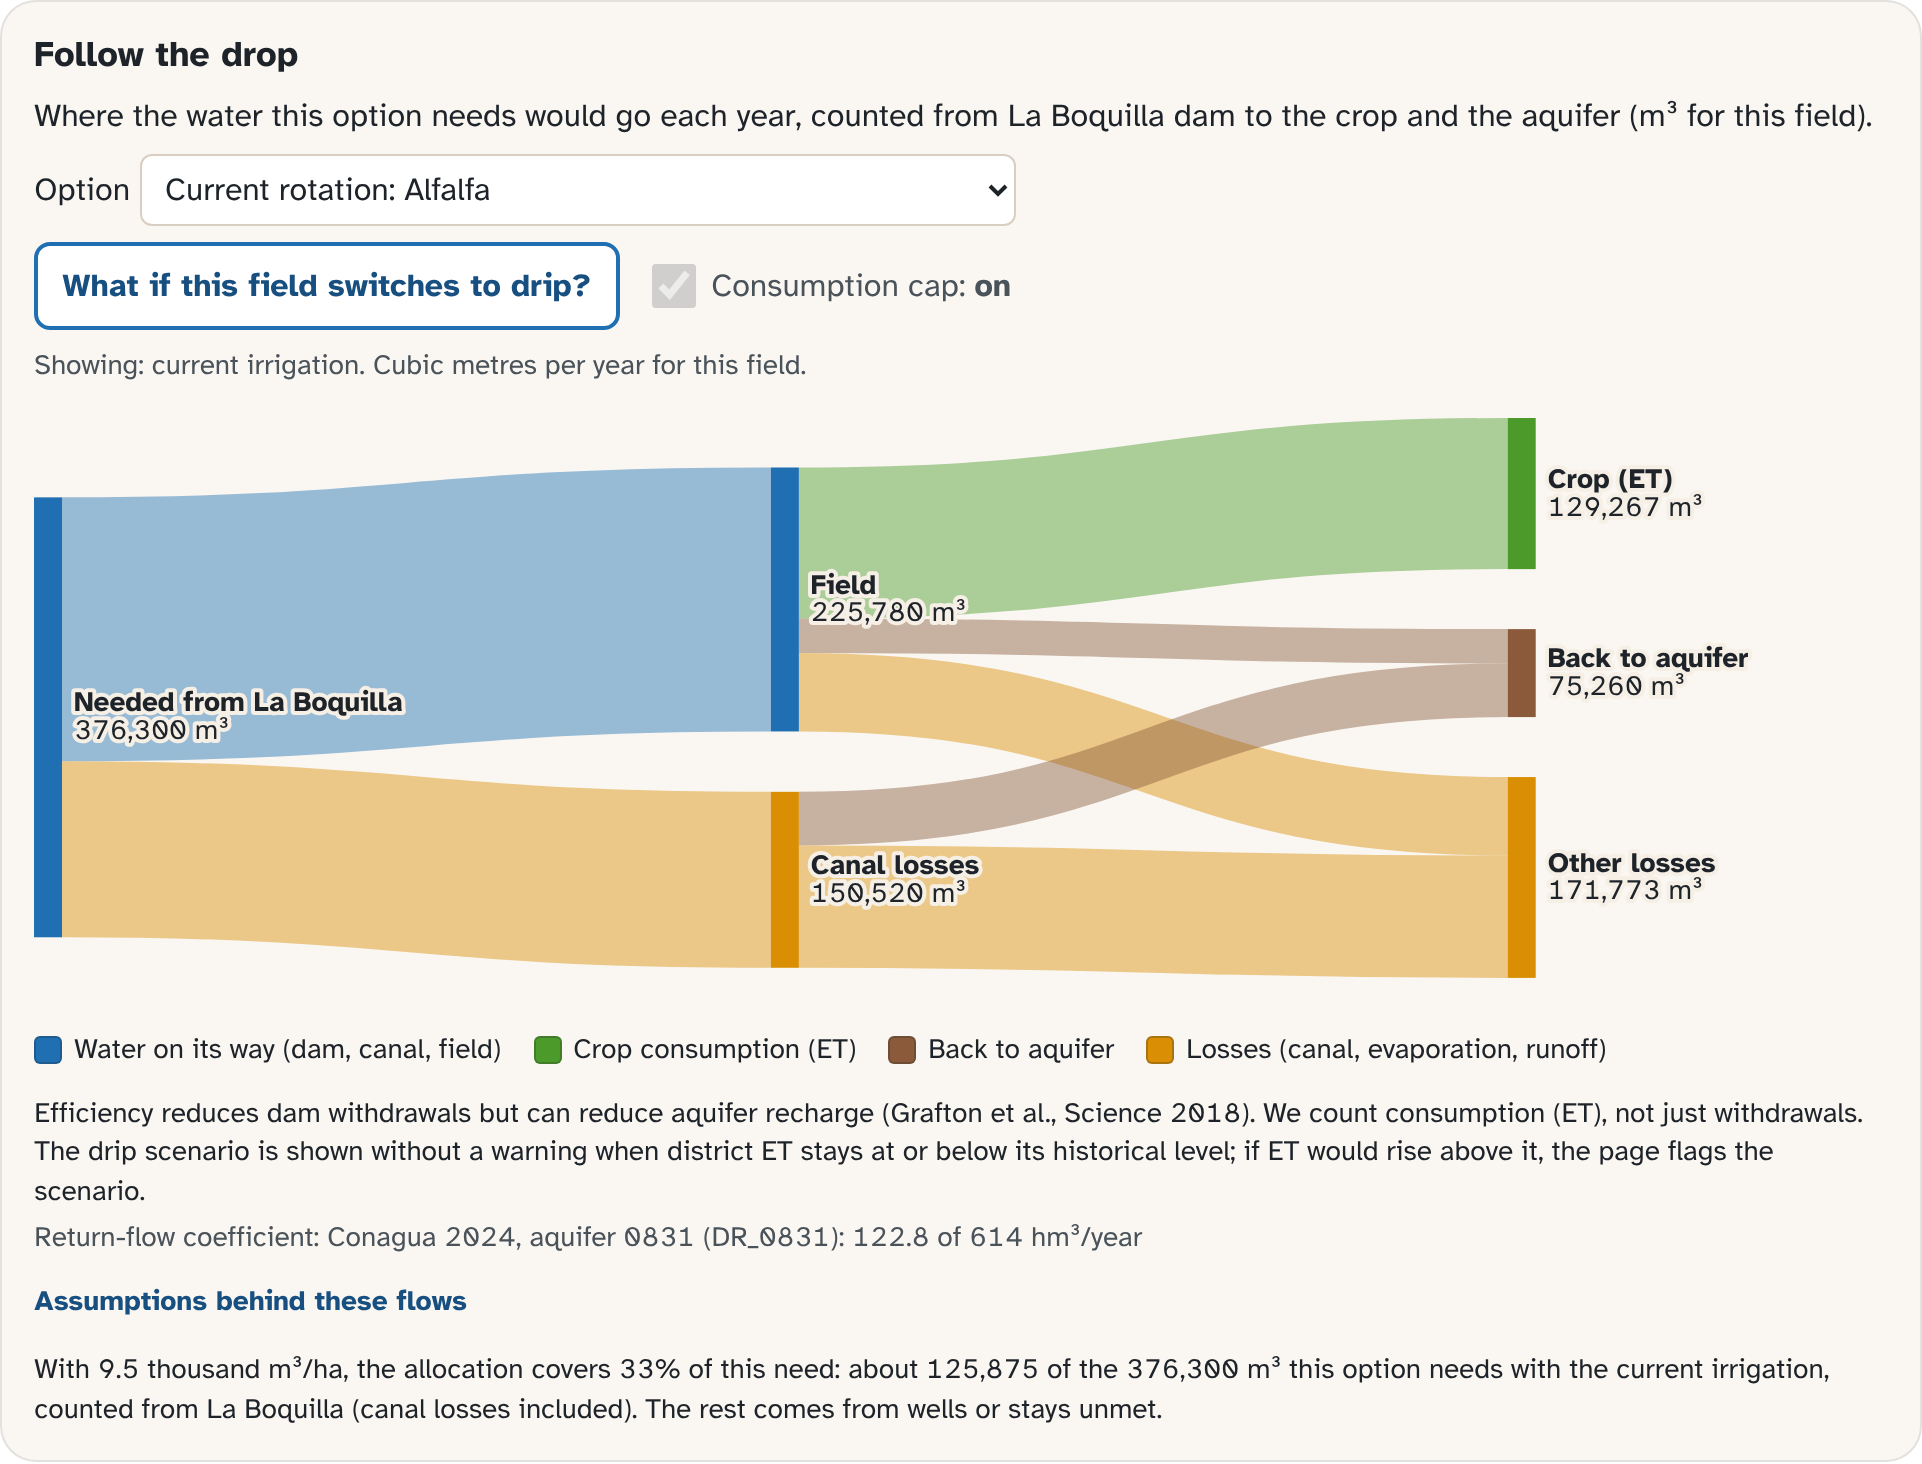 Follow the drop
Where the water this option needs would go each year, counted from La Boquilla dam to the crop and the aquifer (m³ for this field).
Option Current rotation: Alfalfa
What if this field switches to drip? Consumption cap: on
Showing: current irrigation. Cubic metres per year for this field.
Crop (ET)
129,267 m³
Field
225,780 m³
Back to aquifer
75,260 m³
Needed from La Boquilla
376,300 m³
Canal losses
150,520 m³
Other losses
171,773 m³
Water on its way (dam, canal, field) Crop consumption (ET) Back to aquifer Losses (canal, evaporation, runoff)
Efficiency reduces dam withdrawals but can reduce aquifer recharge (Grafton et al., Science 2018). We count consumption (ET), not just withdrawals.
The drip scenario is shown without a warning when district ET stays at or below its historical level; if ET would rise above it, the page flags the
scenario.
Return-flow coefficient: Conagua 2024, aquifer 0831 (DR_0831): 122.8 of 614 hm³/year
Assumptions behind these flows
With 9.5 thousand m³/ha, the allocation covers 33% of this need: about 125,875 of the 376,300 m³ this option needs with the current irrigation,
counted from La Boquilla (canal losses included). The rest comes from wells or stays unmet.